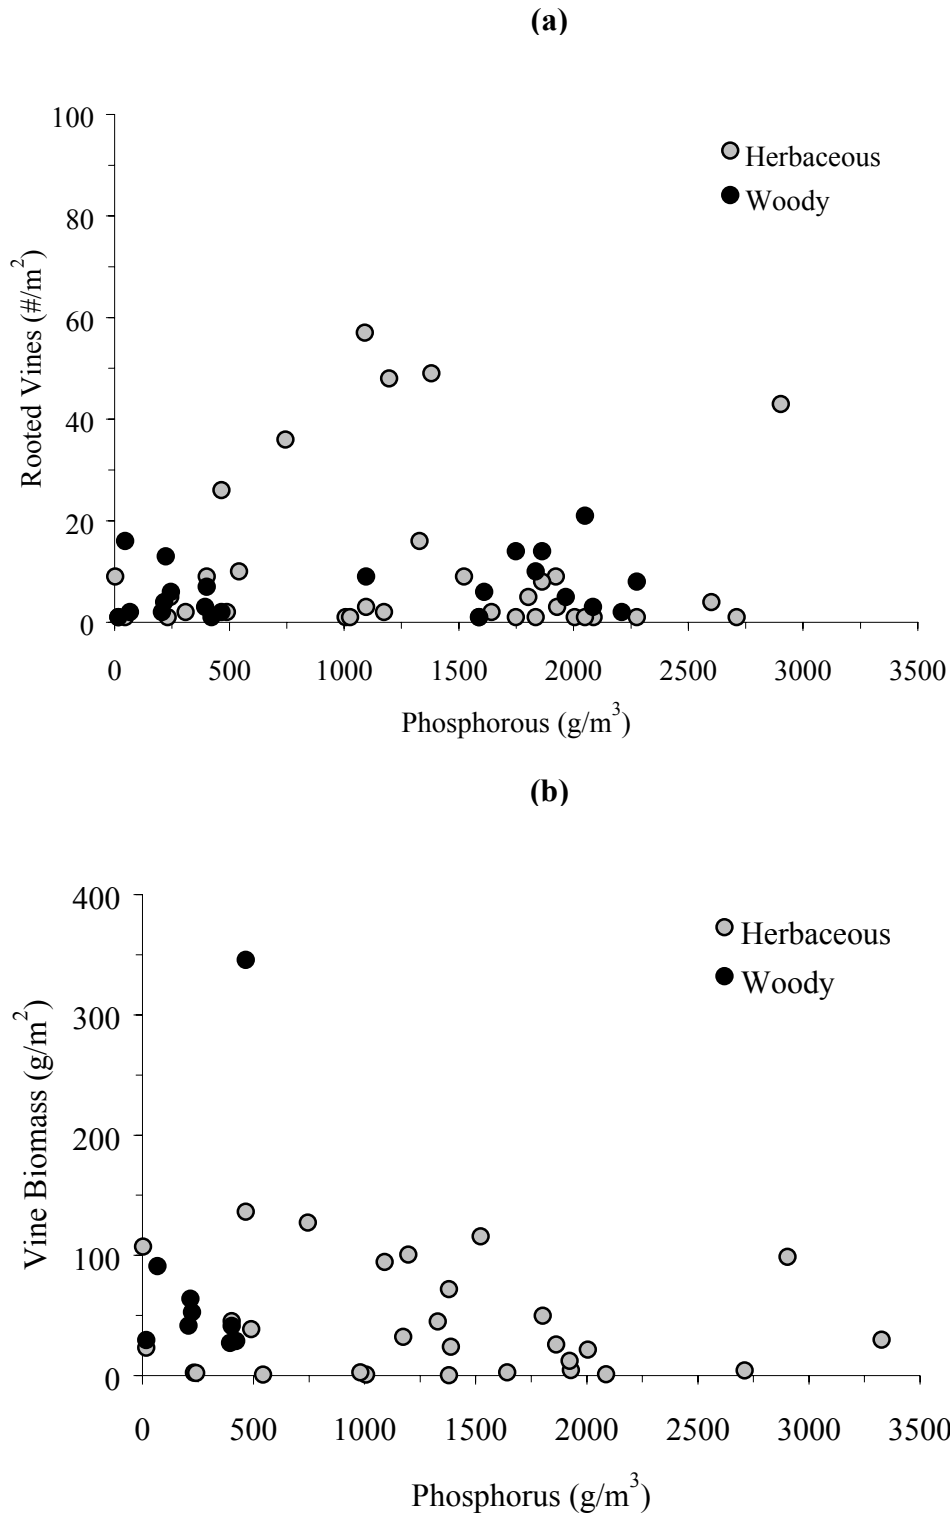 (a)
100
80
60
40
20
0
Rooted Vines (#/m²)
Herbaceous
Woody
0 500 1000 1500 2000 2500 3000 3500
Phosphorous (g/m³)
(b)
400
300
200
100
0
Vine Biomass (g/m²)
Herbaceous
Woody
0 500 1000 1500 2000 2500 3000 3500
Phosphorus (g/m³)